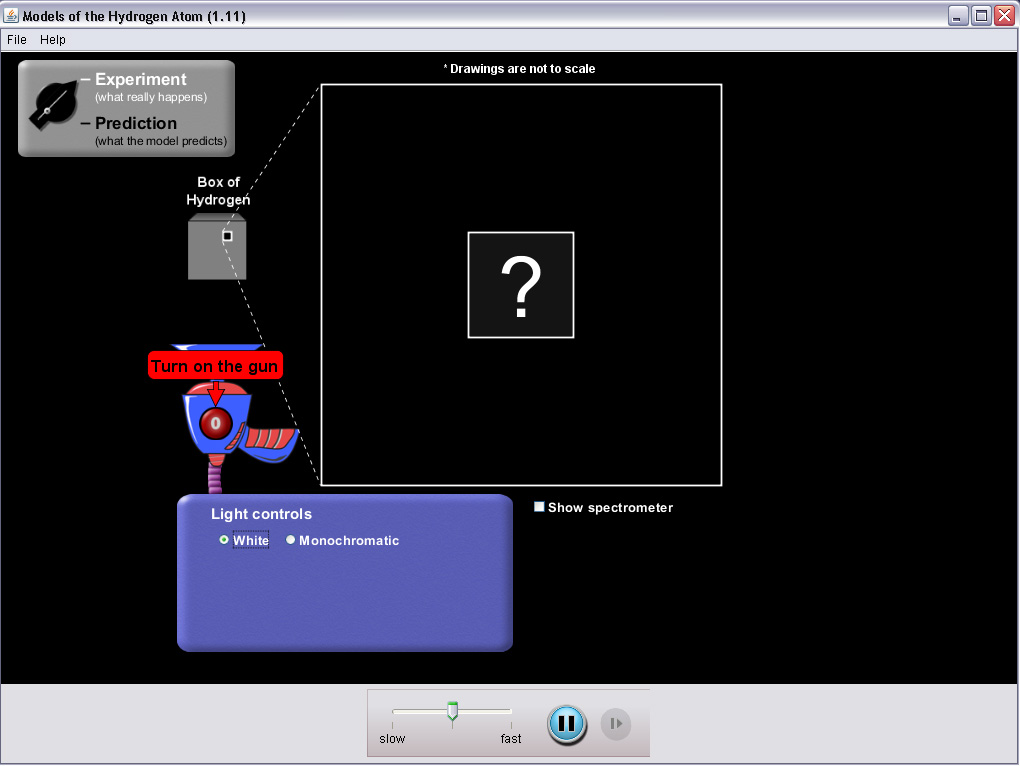 Models of the Hydrogen Atom (1.11)
File Help
Experiment
(what really happens)
Prediction
(what the model predicts)
* Drawings are not to scale
Box of
Hydrogen
?
Turn on the gun
0
Light controls
White Monochromatic
Show spectrometer
slow fast